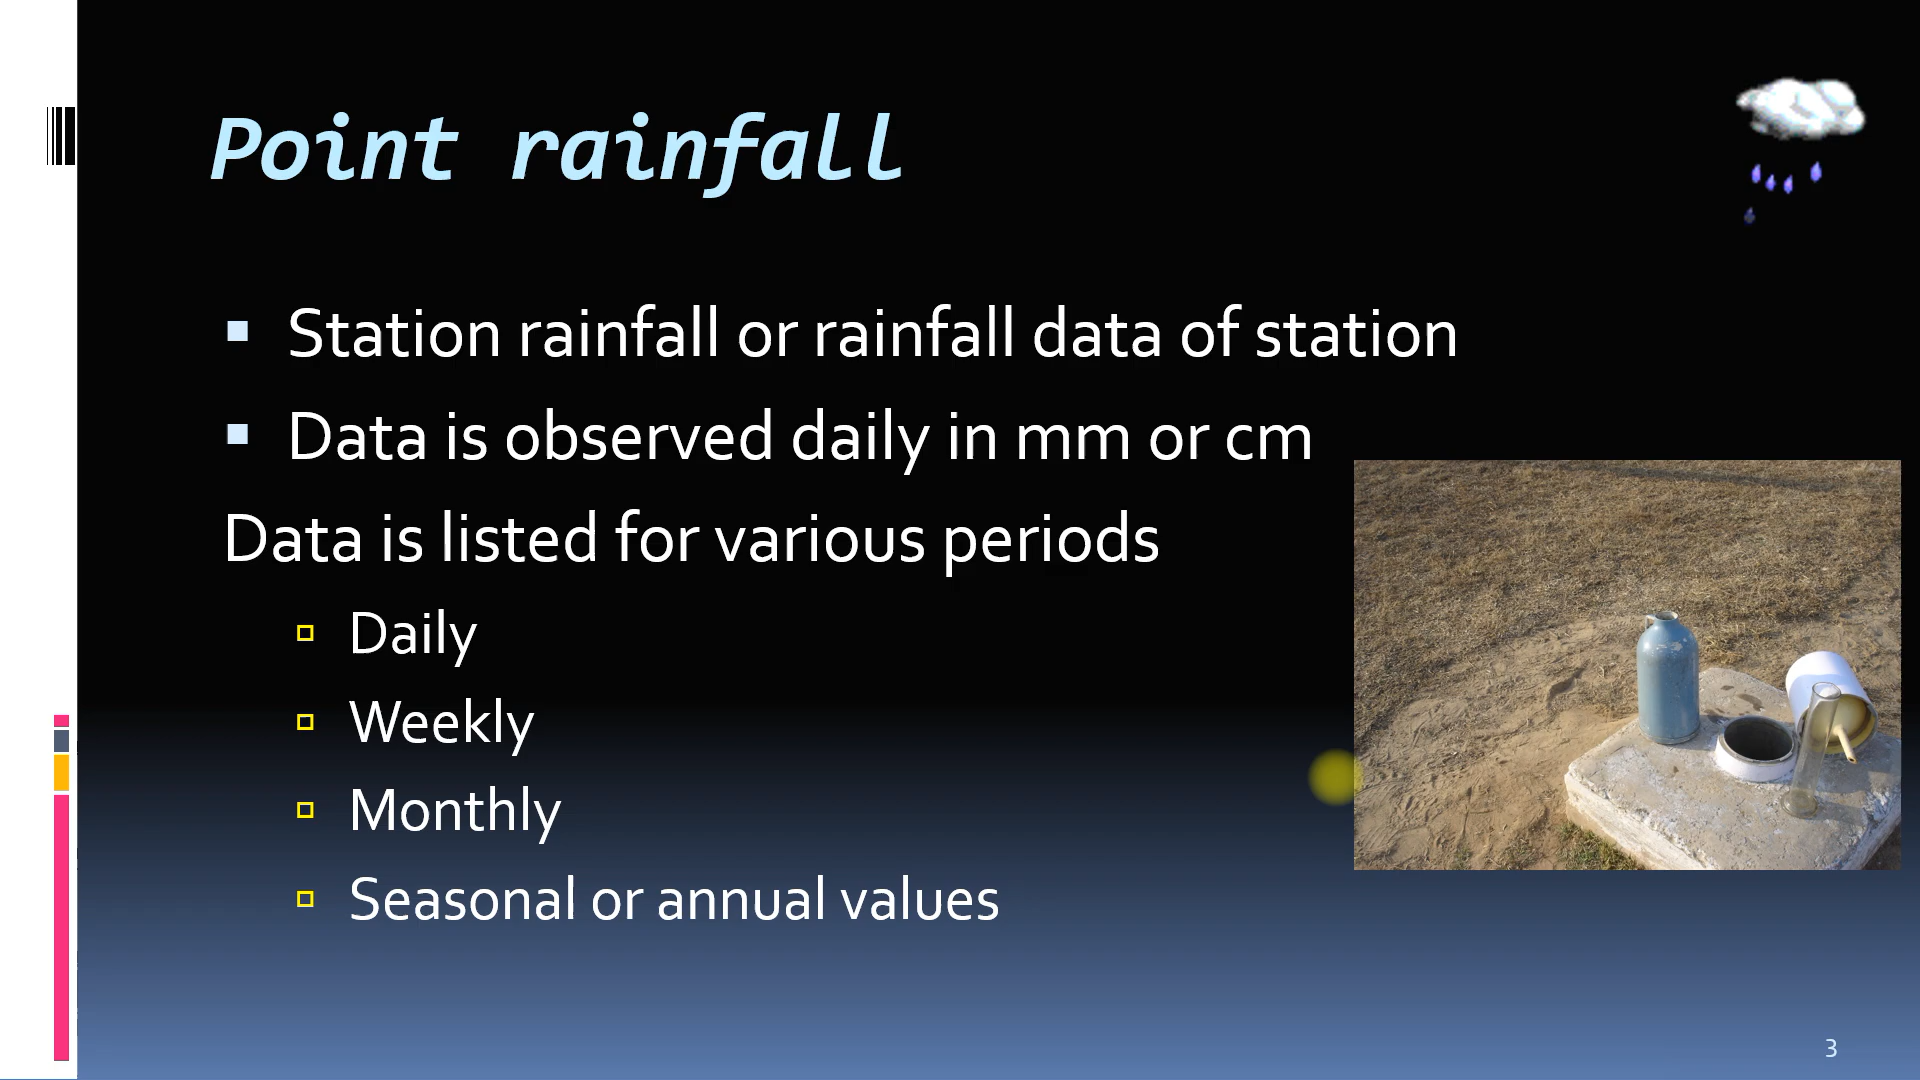 Point rainfall
Station rainfall or rainfall data of station
Data is observed daily in mm or cm
Data is listed for various periods
Daily
Weekly
Monthly
Seasonal or annual values
3